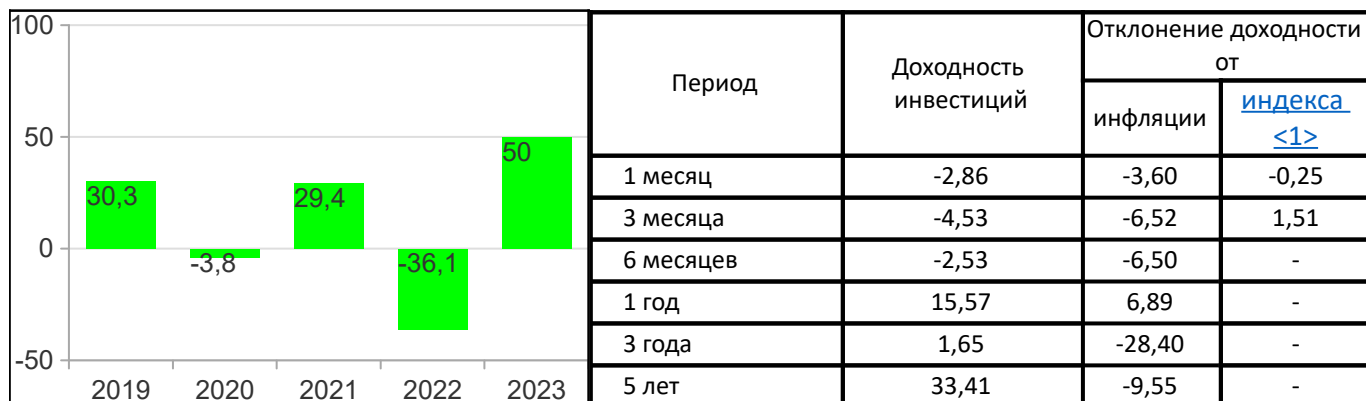 100
50
0
-50
30,3
-3,8
29,4
-36,1
50
2019 2020 2021 2022 2023
Период Доходность инвестиций Отклонение доходности от
инфляции индекса <1>
1 месяц -2,86 -3,60 -0,25
3 месяца -4,53 -6,52 1,51
6 месяцев -2,53 -6,50 -
1 год 15,57 6,89 -
3 года 1,65 -28,40 -
5 лет 33,41 -9,55 -